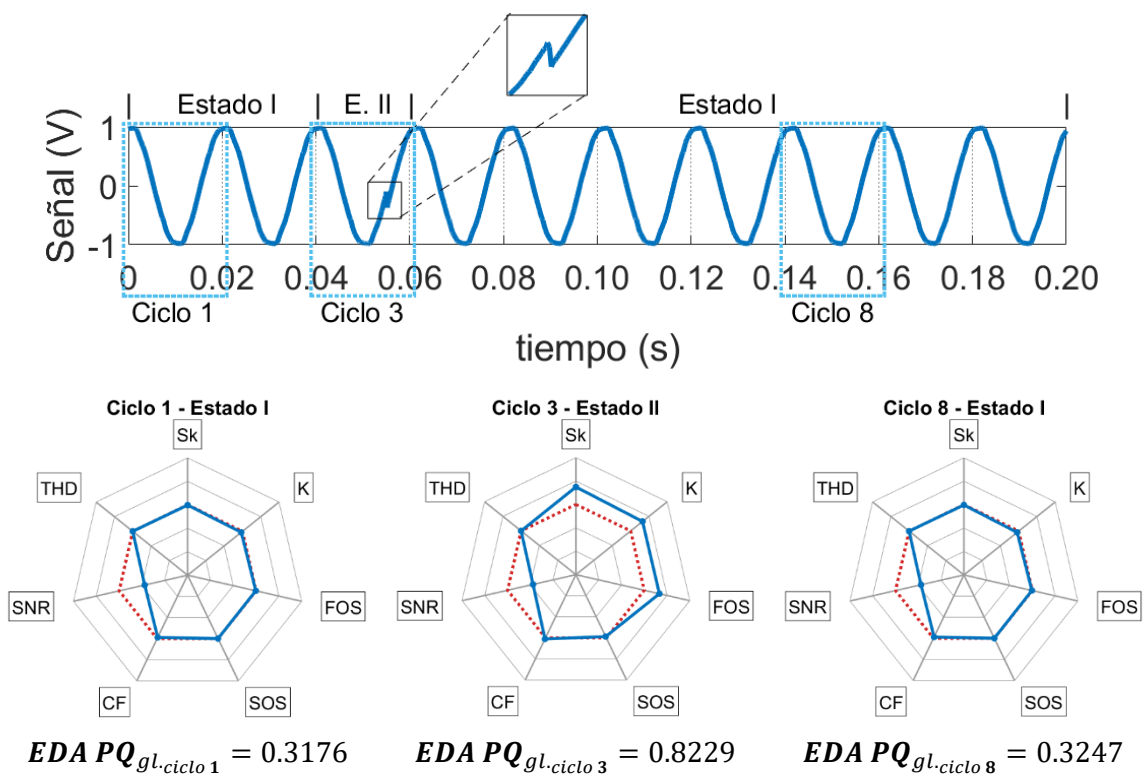 | Estado I | E. II | Estado I |
Señal (V)
1
0
-1
0 0.02 0.04 0.06 0.08 0.10 0.12 0.14 0.16 0.18 0.20
Ciclo 1 Ciclo 3 Ciclo 8
tiempo (s)
Ciclo 1 - Estado I
Sk
K
FOS
SOS
CF
SNR
THD
EDA PQgl.ciclo 1 = 0.3176
Ciclo 3 - Estado II
Sk
K
FOS
SOS
CF
SNR
THD
EDA PQgl.ciclo 3 = 0.8229
Ciclo 8 - Estado I
Sk
K
FOS
SOS
CF
SNR
THD
EDA PQgl.ciclo 8 = 0.3247